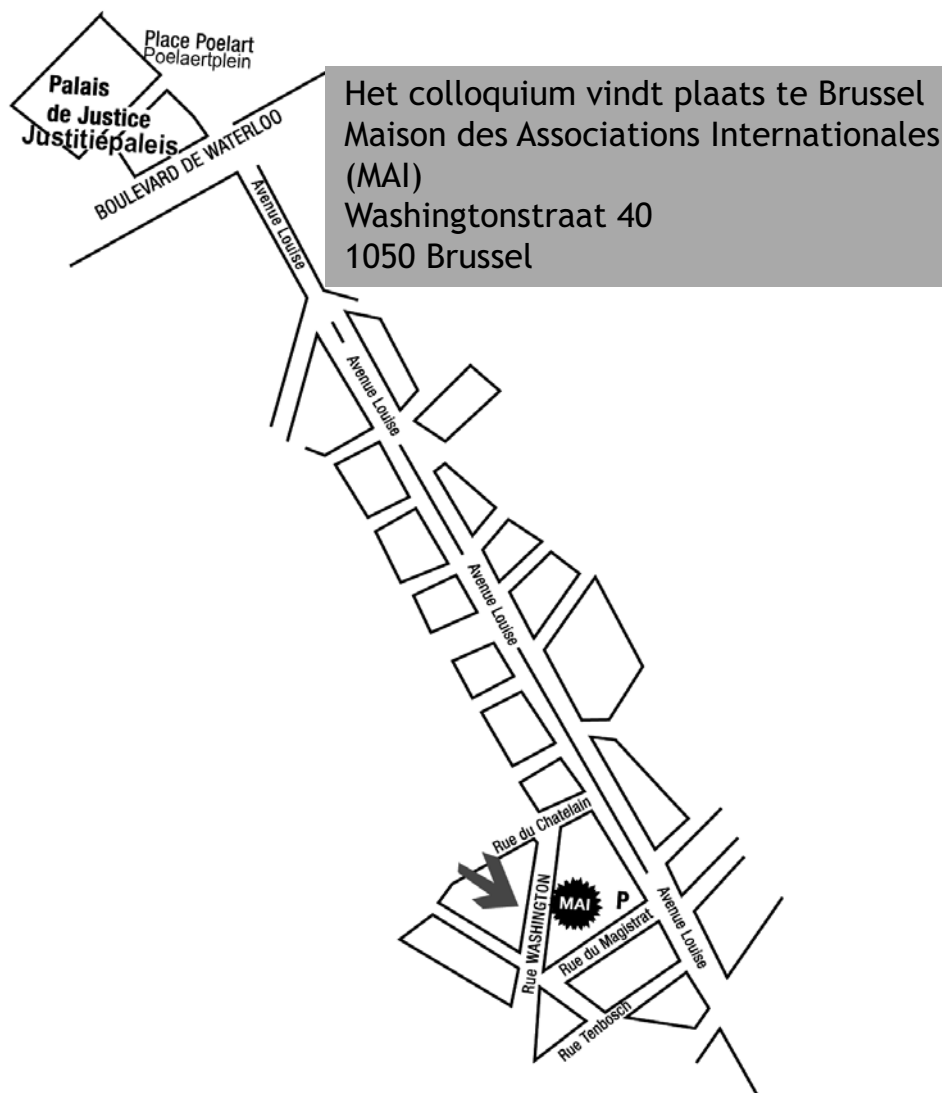 Place Poelart
Poelaertplein
Palais
de Justice
Justitiépaleis
BOULEVARD DE WATERLOO
Het colloquium vindt plaats te Brussel
Maison des Associations Internationales
(MAI)
Washingtonstraat 40
1050 Brussel
Avenue Louise
Avenue Louise
Avenue Louise
Rue du Chatelain
Rue WASHINGTON
MAI
P
Rue du Magistrat
Avenue Louise
Rue Tenbosch